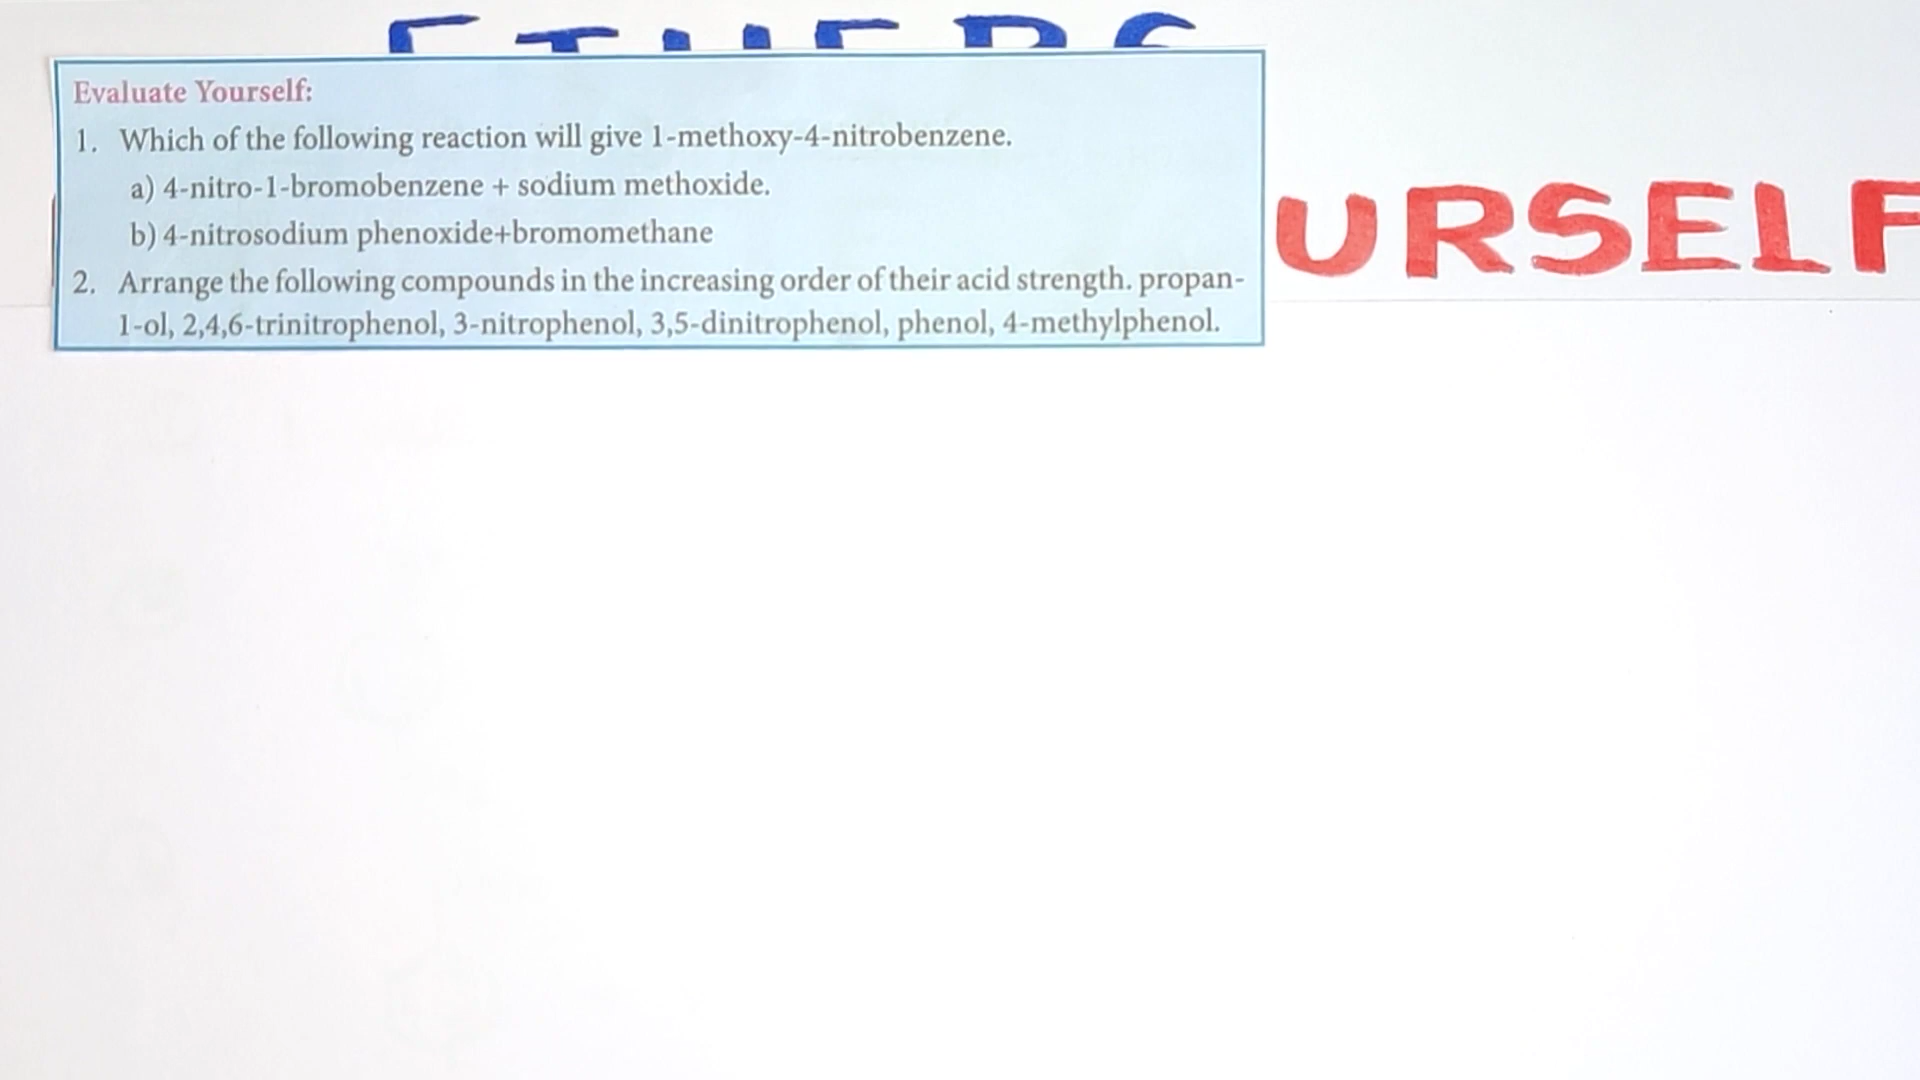 ETHERS
Evaluate Yourself:
1. Which of the following reaction will give 1-methoxy-4-nitrobenzene.
a) 4-nitro-1-bromobenzene + sodium methoxide.
b) 4-nitrosodium phenoxide+bromomethane
2. Arrange the following compounds in the increasing order of their acid strength. propan-
1-ol, 2,4,6-trinitrophenol, 3-nitrophenol, 3,5-dinitrophenol, phenol, 4-methylphenol.
URSELF